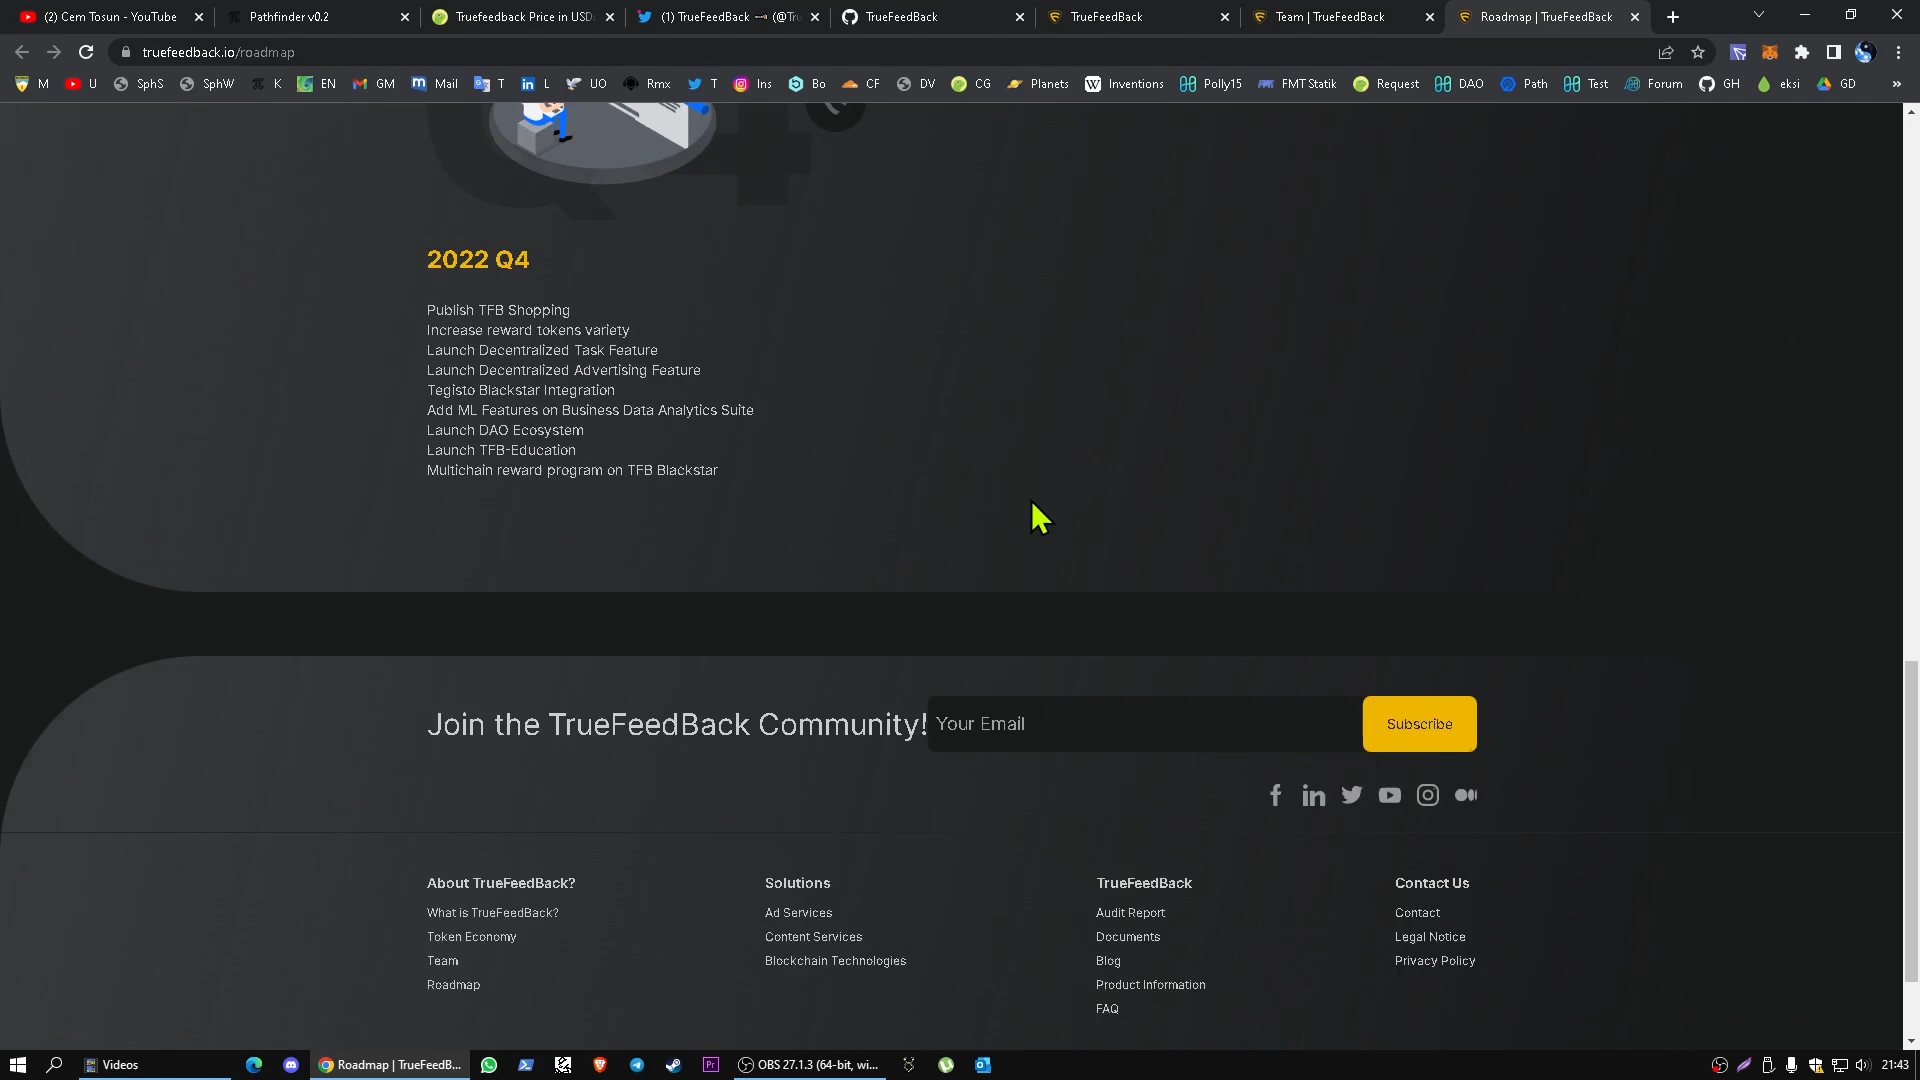 (2) Cem Tosun - YouTube
Pathfinder v0.2
Truefeedback Price in USD:
(1) TrueFeedBack
(@Tru
TrueFeedBack
TrueFeedBack
Team | TrueFeedBack
Roadmap | TrueFeedBack
truefeedback.io/roadmap
M U SphS SphW K EN GM Mail T L UO Rmx T Ins Bo CF DV CG Planets Inventions Polly15 FMT Statik Request DAO Path Test Forum GH eksi GD »
2022 Q4
Publish TFB Shopping
Increase reward tokens variety
Launch Decentralized Task Feature
Launch Decentralized Advertising Feature
Tegisto Blackstar Integration
Add ML Features on Business Data Analytics Suite
Launch DAO Ecosystem
Launch TFB-Education
Multichain reward program on TFB Blackstar
Join the TrueFeedBack Community!
Your Email
Subscribe
About TrueFeedBack?
What is TrueFeedBack?
Token Economy
Team
Roadmap
Solutions
Ad Services
Content Services
Blockchain Technologies
TrueFeedBack
Audit Report
Documents
Blog
Product Information
FAQ
Contact Us
Contact
Legal Notice
Privacy Policy
Videos
Roadmap | TrueFeedB...
Pr
OBS 27.1.3 (64-bit, wi...
21:43